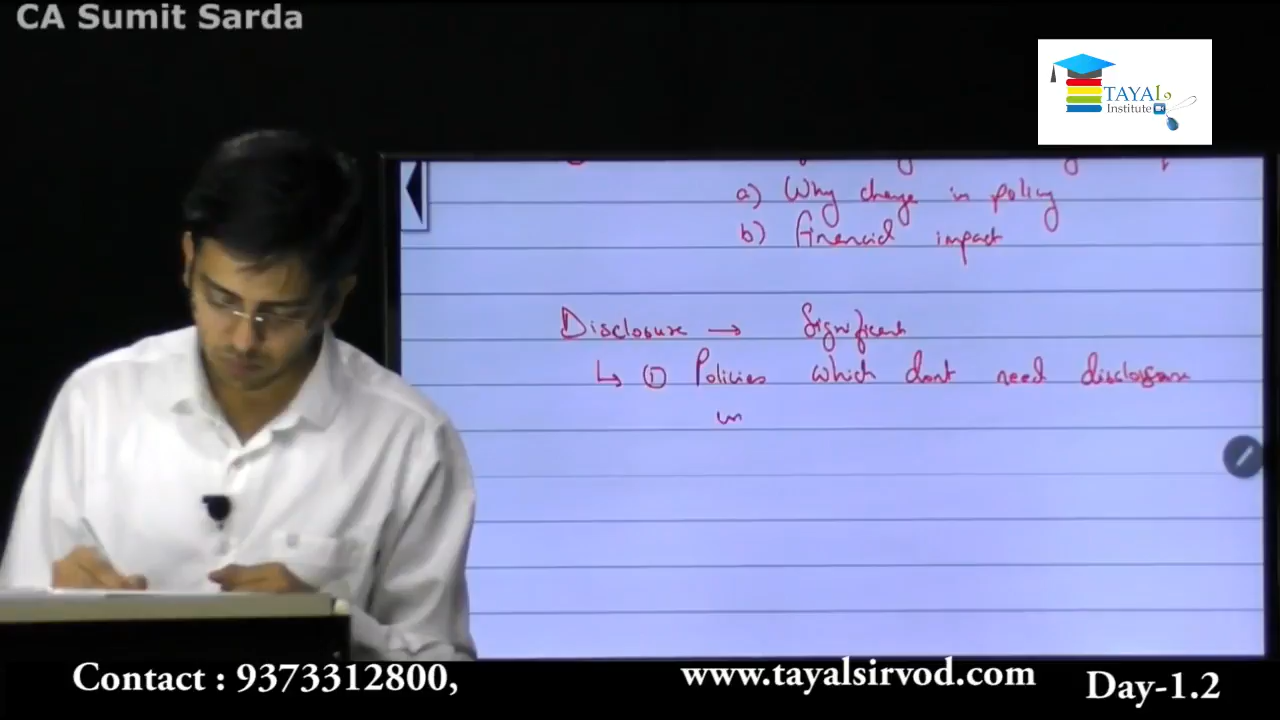 CA Sumit Sarda
TAYAL
Institute
a) Why change in policy
b) Financial impact
Disclosure → Significant
↳ ① Policies which dont need disclosure
in
Contact : 9373312800,
www.tayalsirvod.com
Day-1.2